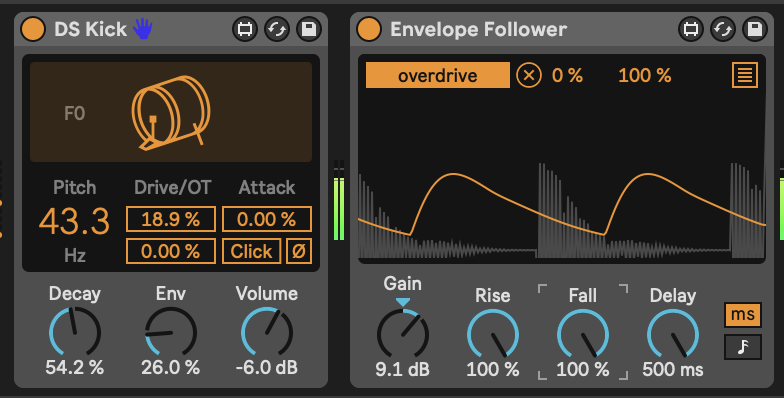 DS Kick
F0
Pitch
43.3
Hz
Drive/OT
18.9 %
0.00 %
Attack
0.00 %
Click Ø
Decay
54.2 %
Env
26.0 %
Volume
-6.0 dB
Envelope Follower
overdrive 0 % 100 %
Gain
9.1 dB
Rise
100 %
Fall
100 %
Delay
500 ms
ms